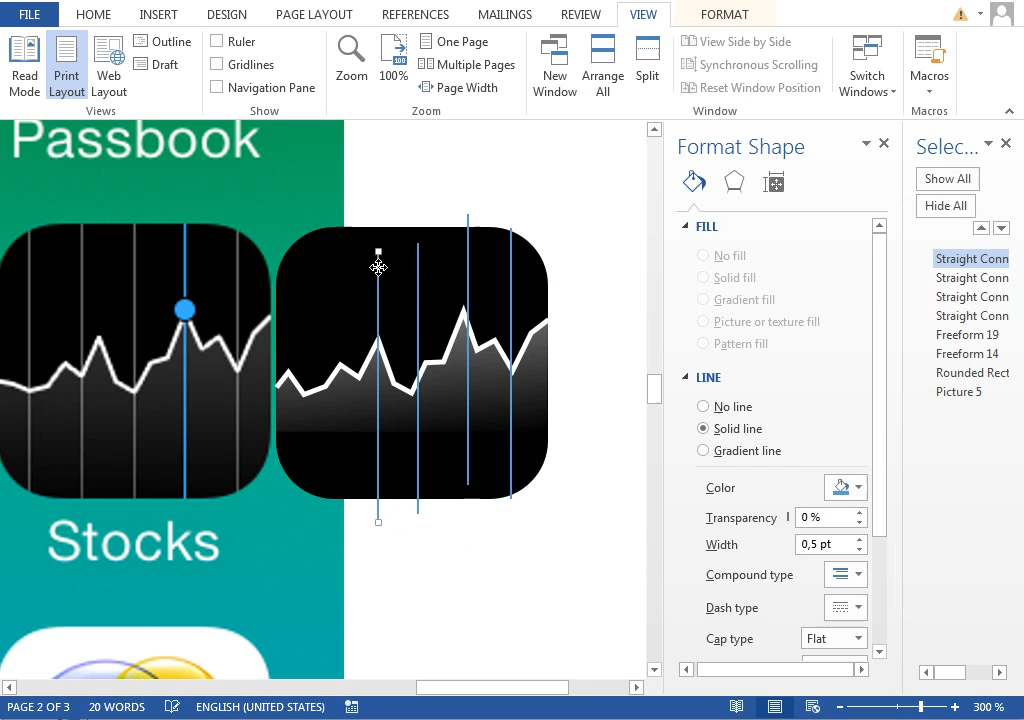 FILE HOME INSERT DESIGN PAGE LAYOUT REFERENCES MAILINGS REVIEW VIEW FORMAT
Read Mode
Print Layout
Web Layout
Outline
Draft
Views
Ruler
Gridlines
Navigation Pane
Show
Zoom
100
100%
One Page
Multiple Pages
Page Width
Zoom
New Window
Arrange All
Split
View Side by Side
Synchronous Scrolling
Reset Window Position
Window
Switch Windows
Macros
Macros
Passbook
Stocks
Format Shape
FILL
No fill
Solid fill
Gradient fill
Picture or texture fill
Pattern fill
LINE
No line
Solid line
Gradient line
Color
Transparency 0 %
Width 0,5 pt
Compound type
Dash type
Cap type Flat
Selec...
Show All
Hide All
Straight Conn
Straight Conn
Straight Conn
Straight Conn
Freeform 19
Freeform 14
Rounded Rect
Picture 5
PAGE 2 OF 3 20 WORDS ENGLISH (UNITED STATES) 300 %